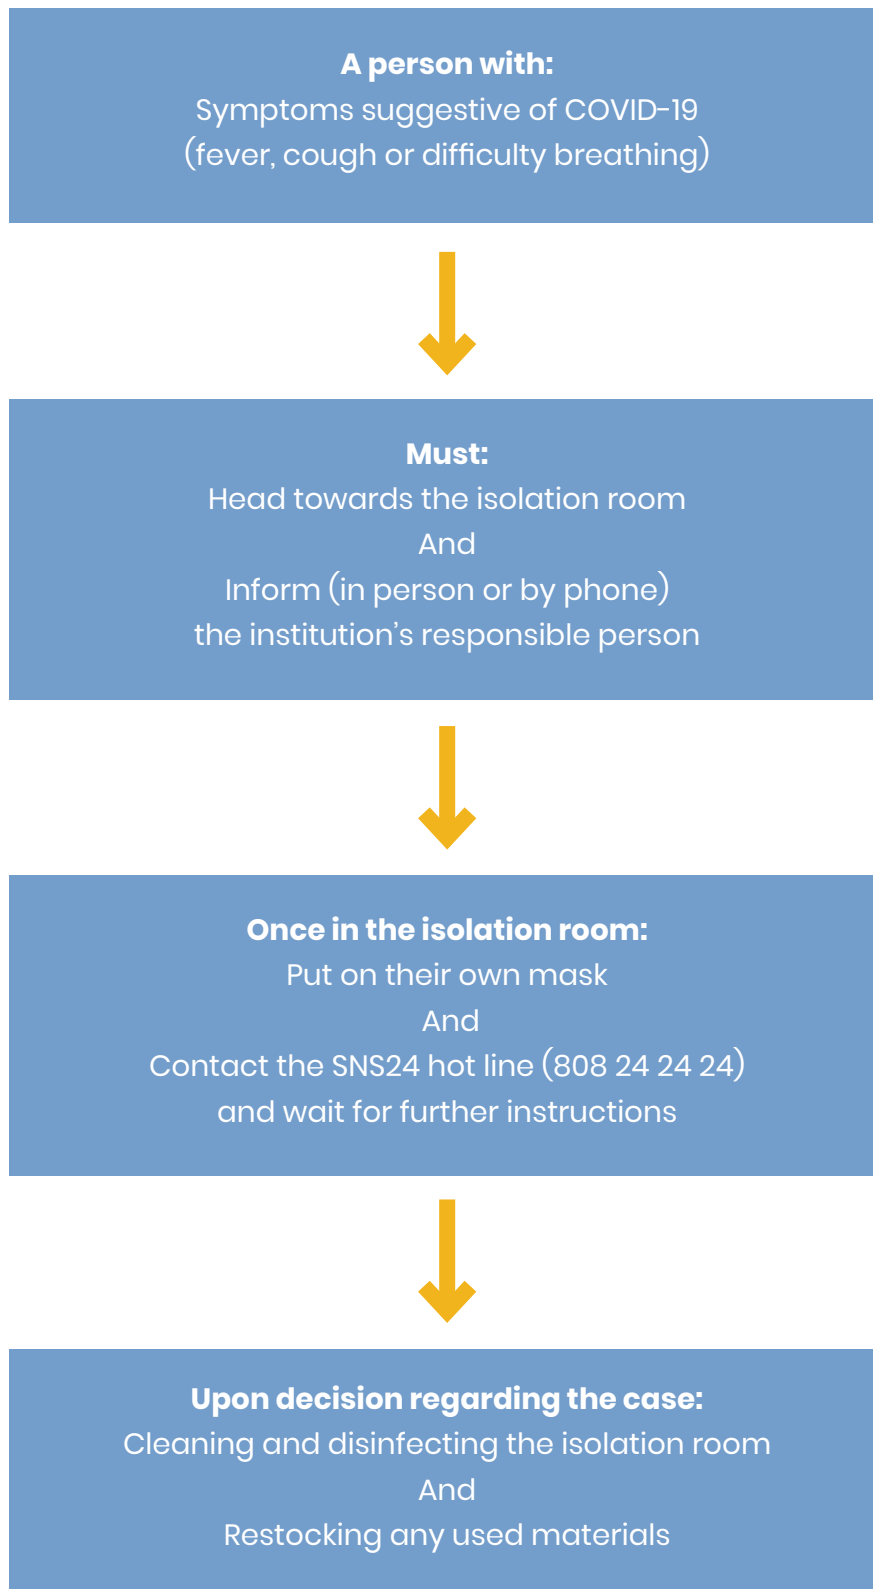 A person with:
Symptoms suggestive of COVID-19
(fever, cough or difficulty breathing)
Must:
Head towards the isolation room
And
Inform (in person or by phone)
the institution's responsible person
Once in the isolation room:
Put on their own mask
And
Contact the SNS24 hot line (808 24 24 24)
and wait for further instructions
Upon decision regarding the case:
Cleaning and disinfecting the isolation room
And
Restocking any used materials